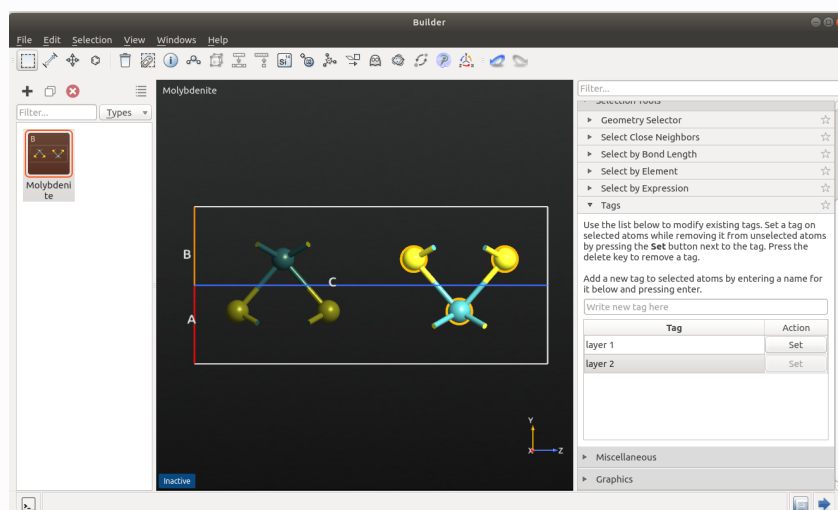 Builder
File Edit Selection View Windows Help
Si
Filter...
Types
B
Molybdeni
te
Molybdenite
B
C
A
Y
X
Z
Inactive
Filter...
Selection Tools
Geometry Selector
Select Close Neighbors
Select by Bond Length
Select by Element
Select by Expression
Tags
Use the list below to modify existing tags. Set a tag on
selected atoms while removing it from unselected atoms
by pressing the Set button next to the tag. Press the
delete key to remove a tag.
Add a new tag to selected atoms by entering a name for
it below and pressing enter.
Write new tag here
Tag Action
layer 1 Set
layer 2 Set
Miscellaneous
Graphics